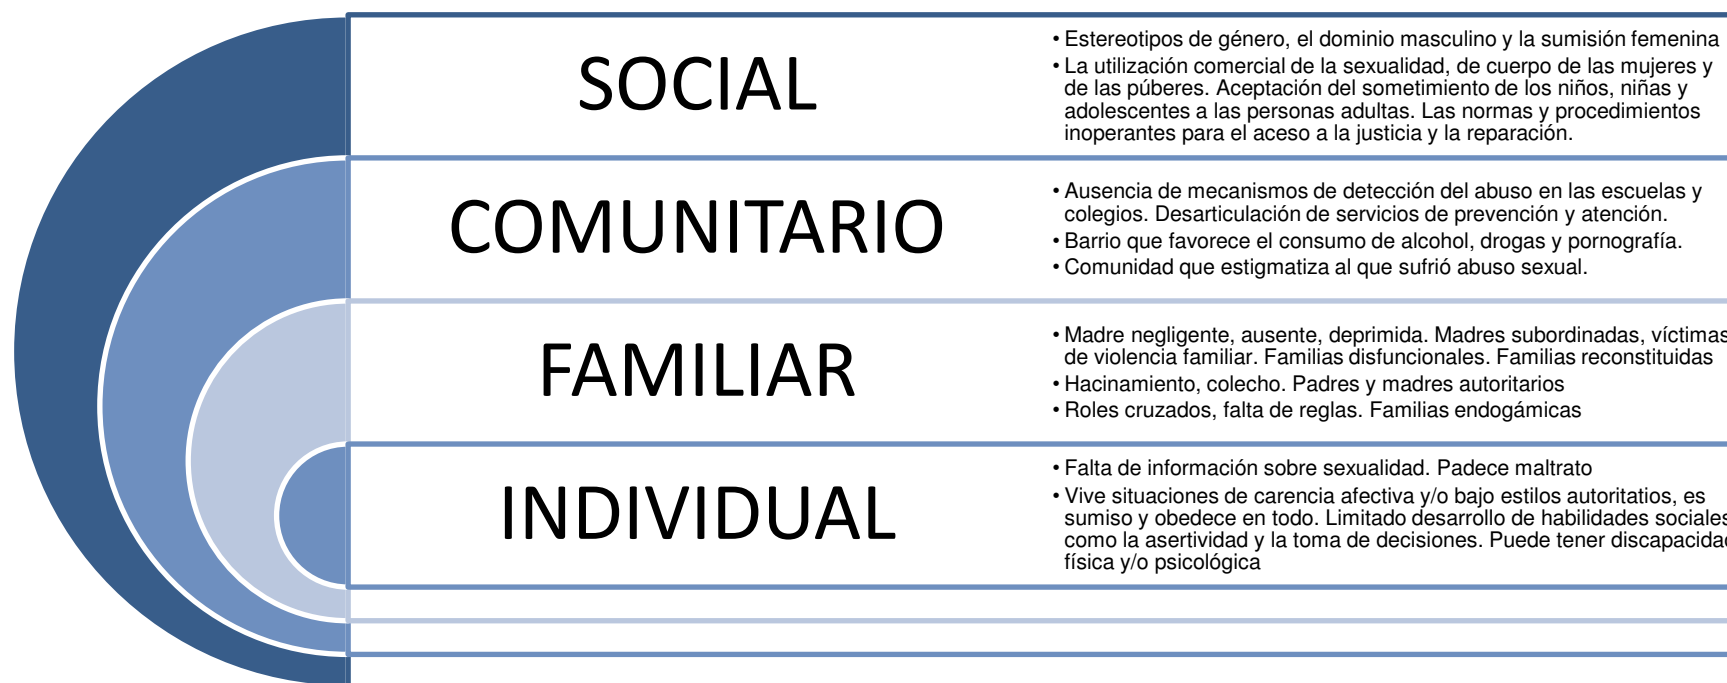 SOCIAL
• Estereotipos de género, el dominio masculino y la sumisión femenina
• La utilización comercial de la sexualidad, de cuerpo de las mujeres y
de las púberes. Aceptación del sometimiento de los niños, niñas y
adolescentes a las personas adultas. Las normas y procedimientos
inoperantes para el aceso a la justicia y la reparación.
COMUNITARIO
• Ausencia de mecanismos de detección del abuso en las escuelas y
colegios. Desarticulación de servicios de prevención y atención.
• Barrio que favorece el consumo de alcohol, drogas y pornografía.
• Comunidad que estigmatiza al que sufrió abuso sexual.
FAMILIAR
• Madre negligente, ausente, deprimida. Madres subordinadas, víctimas
de violencia familiar. Familias disfuncionales. Familias reconstituidas
• Hacinamiento, colecho. Padres y madres autoritarios
• Roles cruzados, falta de reglas. Familias endogámicas
INDIVIDUAL
• Falta de información sobre sexualidad. Padece maltrato
• Vive situaciones de carencia afectiva y/o bajo estilos autoritatios, es
sumiso y obedece en todo. Limitado desarrollo de habilidades sociales
como la asertividad y la toma de decisiones. Puede tener discapacidad
física y/o psicológica